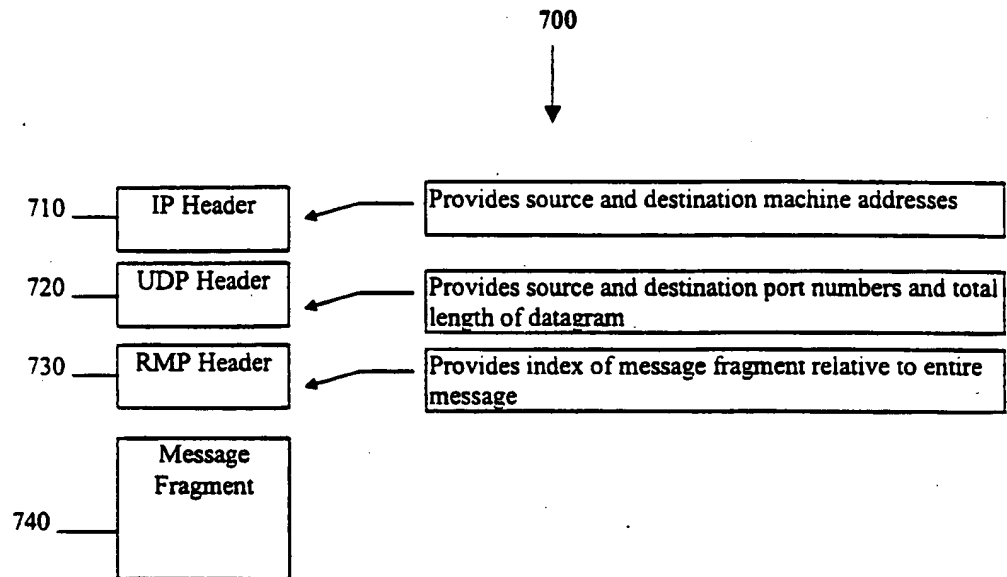 700
710
IP Header
Provides source and destination machine addresses
720
UDP Header
Provides source and destination port numbers and total
length of datagram
730
RMP Header
Provides index of message fragment relative to entire
message
Message
Fragment
740